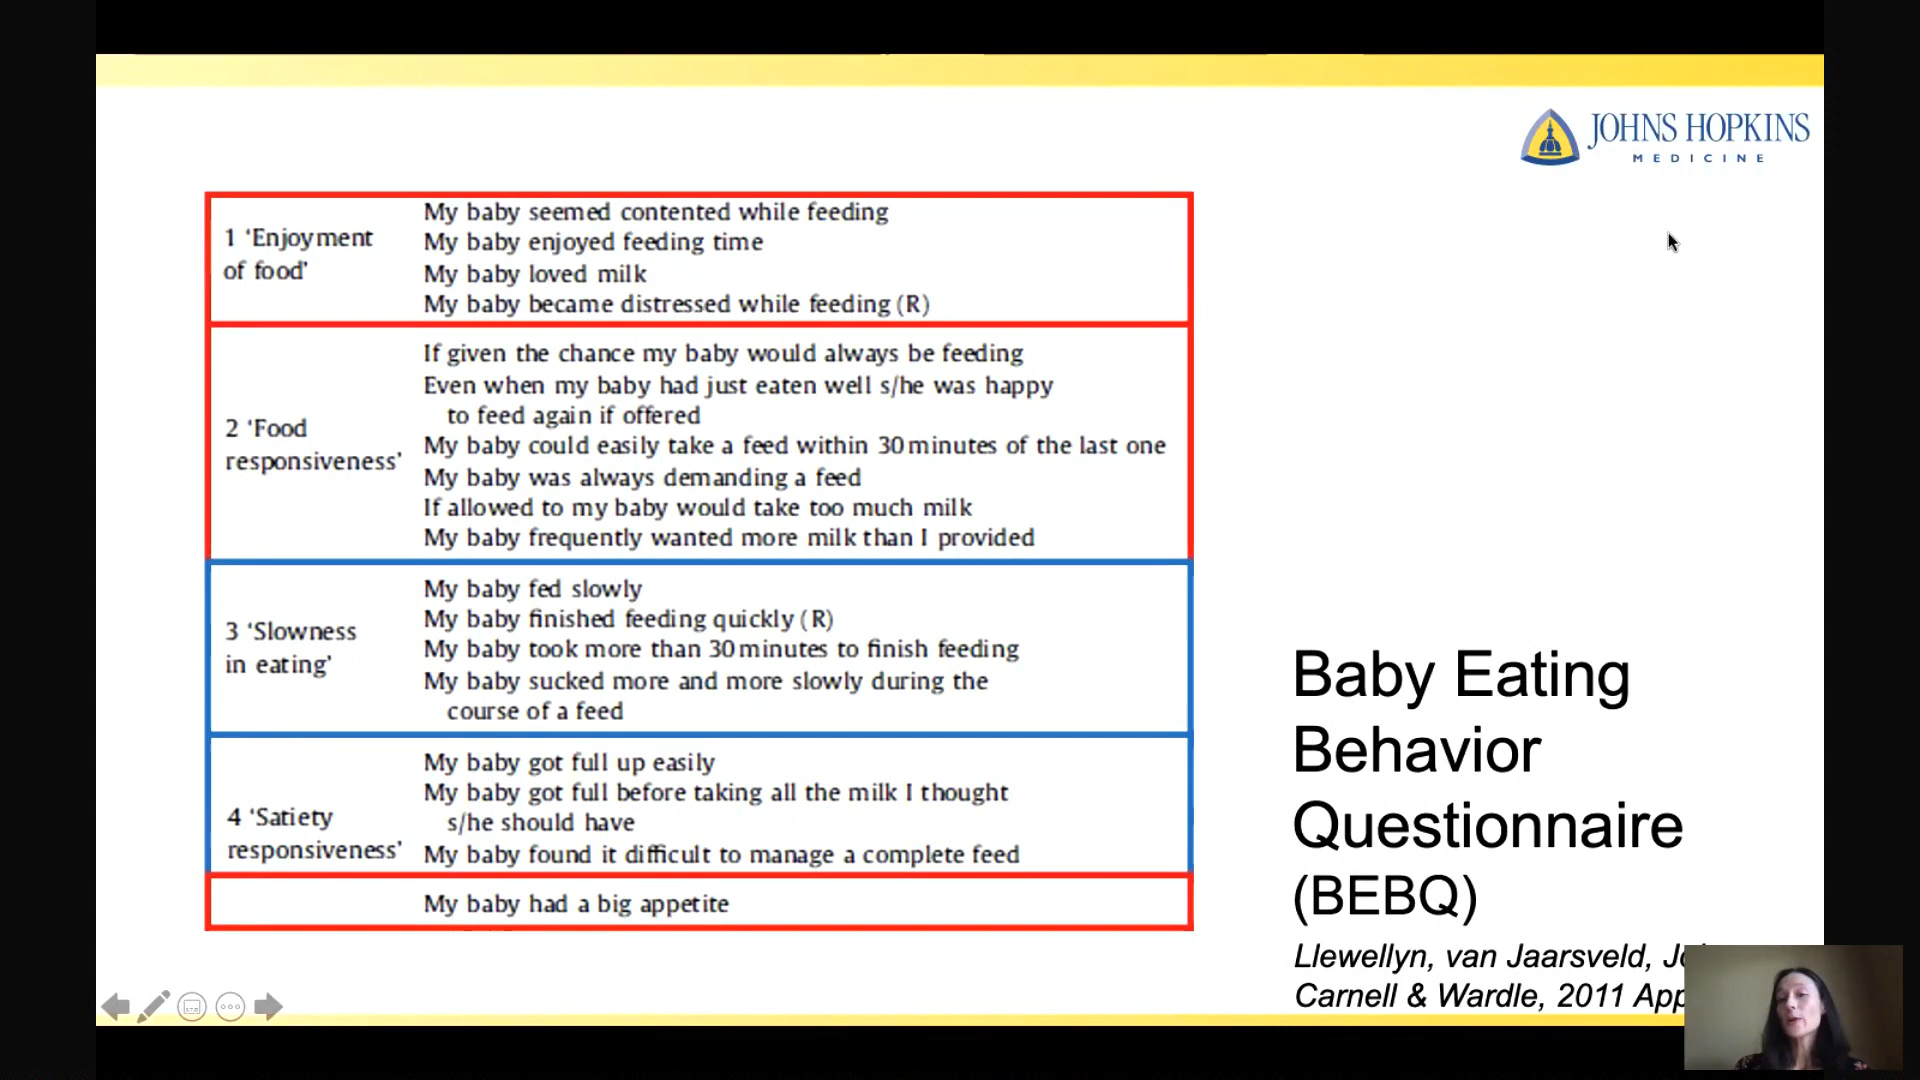 JOHNS HOPKINS
MEDICINE
1 ‘Enjoyment
of food’
My baby seemed contented while feeding
My baby enjoyed feeding time
My baby loved milk
My baby became distressed while feeding (R)
2 ‘Food
responsiveness’
If given the chance my baby would always be feeding
Even when my baby had just eaten well s/he was happy
to feed again if offered
My baby could easily take a feed within 30 minutes of the last one
My baby was always demanding a feed
If allowed to my baby would take too much milk
My baby frequently wanted more milk than I provided
3 ‘Slowness
in eating’
My baby fed slowly
My baby finished feeding quickly (R)
My baby took more than 30 minutes to finish feeding
My baby sucked more and more slowly during the
course of a feed
4 ‘Satiety
responsiveness’
My baby got full up easily
My baby got full before taking all the milk I thought
s/he should have
My baby found it difficult to manage a complete feed
My baby had a big appetite
Baby Eating
Behavior
Questionnaire
(BEBQ)
Llewellyn, van Jaarsveld,
Carnell & Wardle, 2011